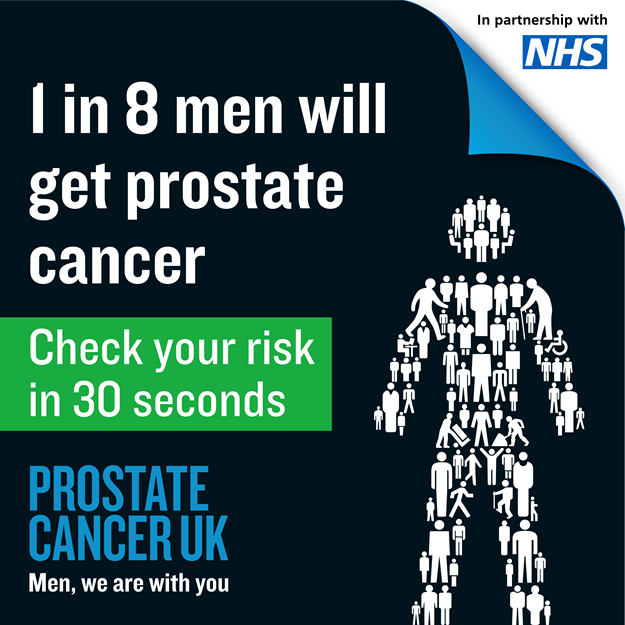 In partnership with
NHS
1 in 8 men will
get prostate
cancer
Check your risk
in 30 seconds
PROSTATE
CANCER UK
Men, we are with you